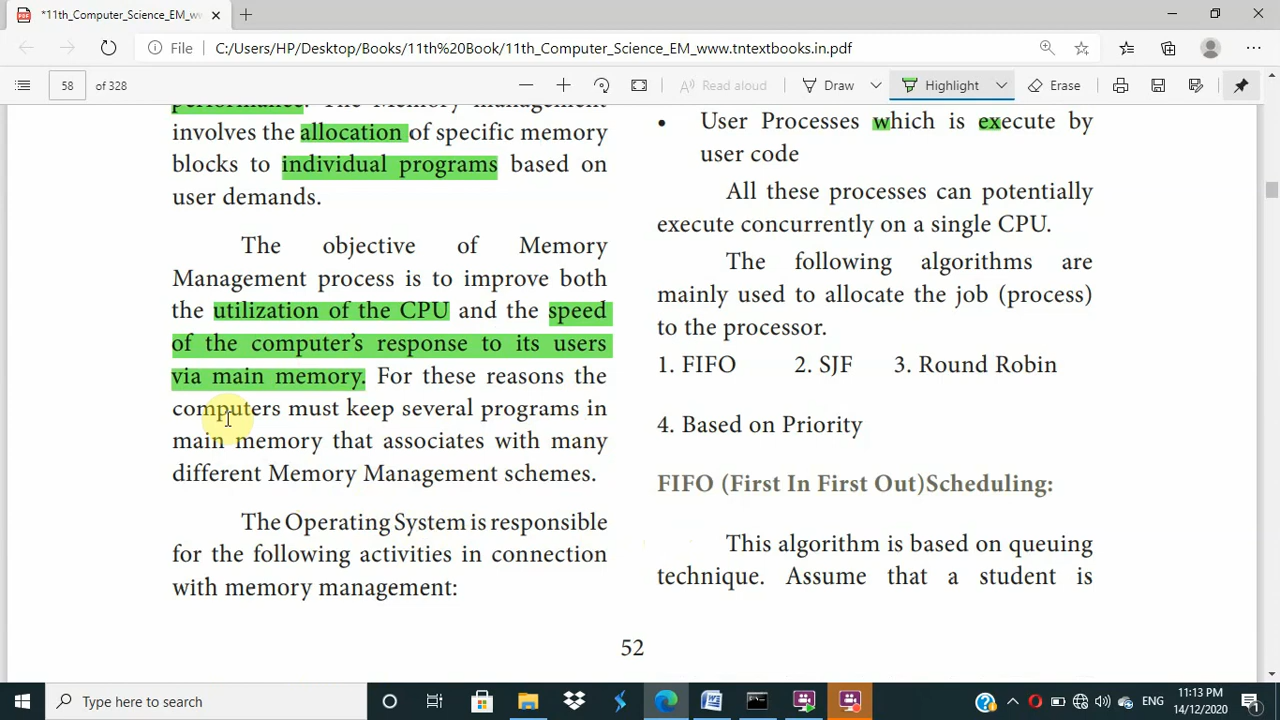 *11th_Computer_Science_EM_w
File
C:/Users/HP/Desktop/Books/11th%20Book/11th_Computer_Science_EM_www.tntextbooks.in.pdf
58 of 328
Read aloud
Draw
Highlight
Erase
performance. The Memory management
involves the allocation of specific memory
blocks to individual programs based on
user demands.
The objective of Memory
Management process is to improve both
the utilization of the CPU and the speed
of the computer’s response to its users
via main memory. For these reasons the
computers must keep several programs in
main memory that associates with many
different Memory Management schemes.
The Operating System is responsible
for the following activities in connection
with memory management:
• User Processes which is execute by
user code
All these processes can potentially
execute concurrently on a single CPU.
The following algorithms are
mainly used to allocate the job (process)
to the processor.
1. FIFO 2. SJF 3. Round Robin
4. Based on Priority
FIFO (First In First Out)Scheduling:
This algorithm is based on queuing
technique. Assume that a student is
52
Type here to search
ENG
11:13 PM
14/12/2020
1